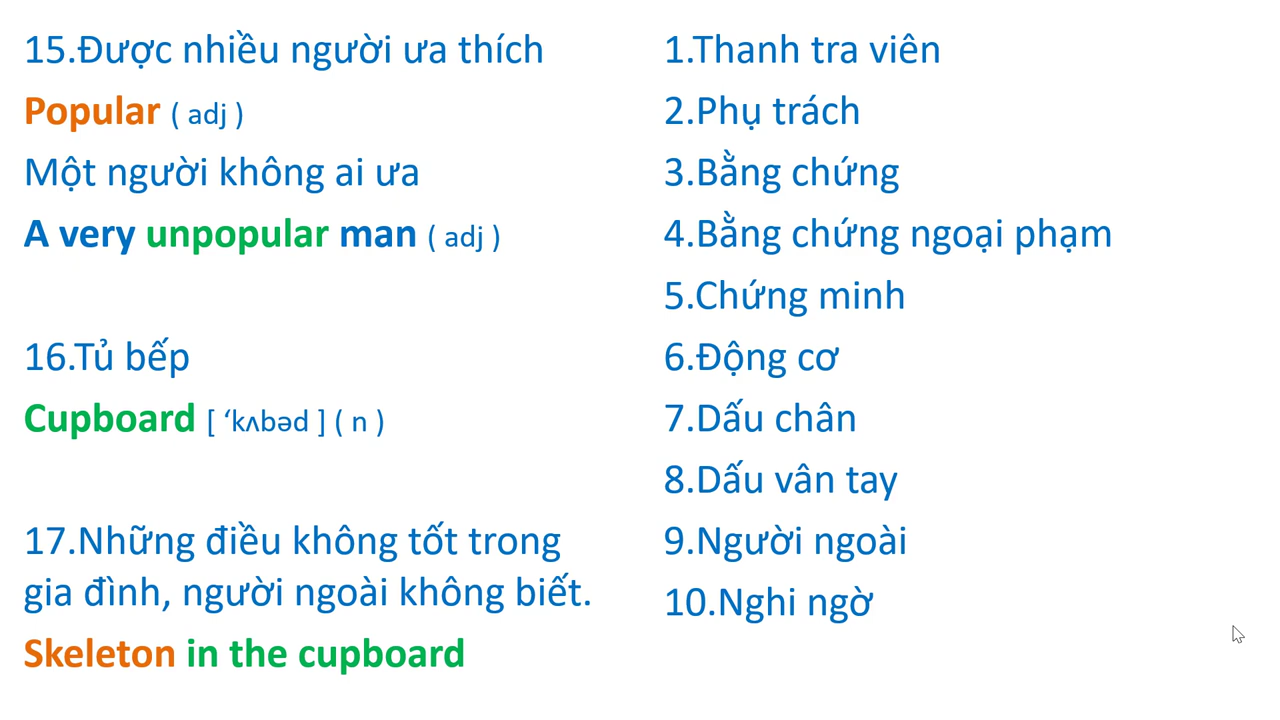 15.Được nhiều người ưa thích
Popular ( adj )
Một người không ai ưa
A very unpopular man ( adj )
16.Tủ bếp
Cupboard [ ‘kʌbəd ] ( n )
17.Những điều không tốt trong
gia đình, người ngoài không biết.
Skeleton in the cupboard
1.Thanh tra viên
2.Phụ trách
3.Bằng chứng
4.Bằng chứng ngoại phạm
5.Chứng minh
6.Động cơ
7.Dấu chân
8.Dấu vân tay
9.Người ngoài
10.Nghi ngờ